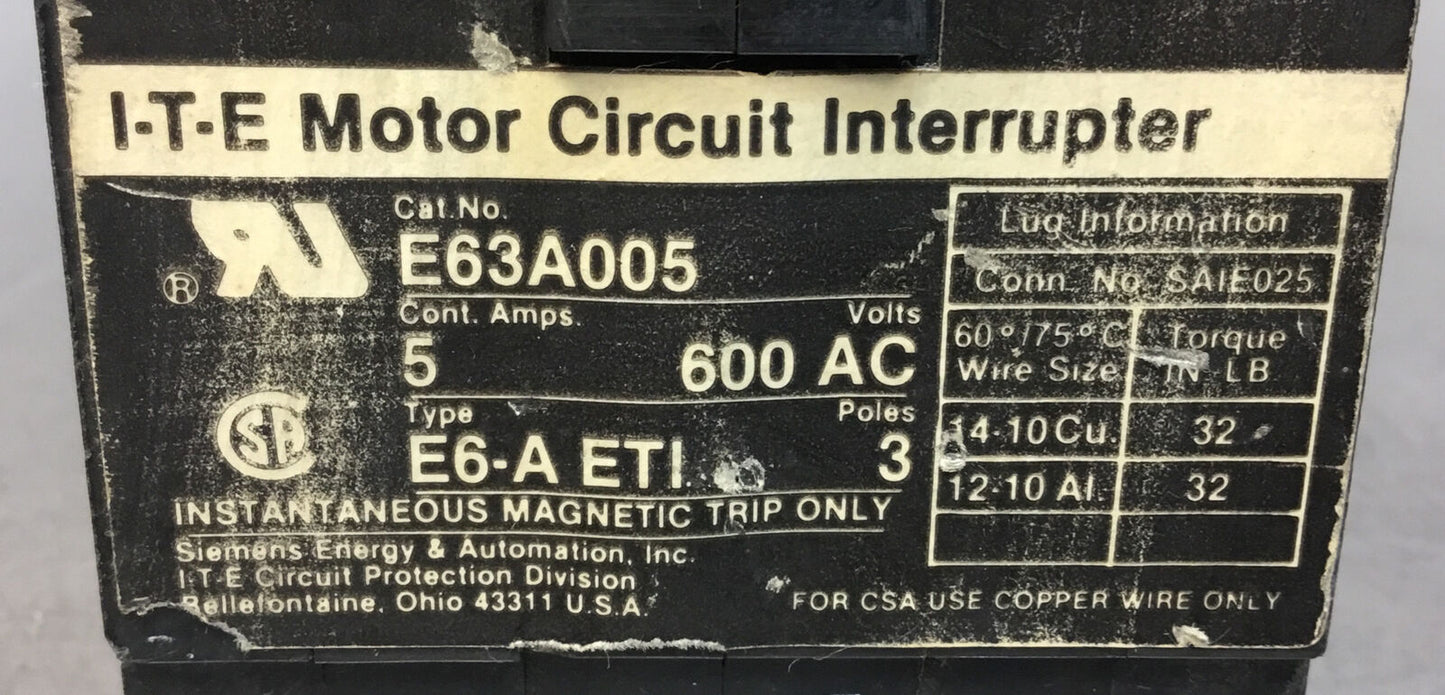 I-T-E Motor Circuit Interrupter
Cat.No.
E63A005
Cont. Amps. Volts
5 600 AC
Type Poles
E6-A ETI 3
INSTANTANEOUS MAGNETIC TRIP ONLY
Siemens Energy & Automation, Inc.
I-T-E Circuit Protection Division
Bellefontaine, Ohio 43311 U.S.A.
®
SA
Lug Information
Conn. No. SAIE025
60°/75°C Torque
Wire Size IN LB
14-10 Cu. 32
12-10 Al. 32
FOR CSA USE COPPER WIRE ONLY